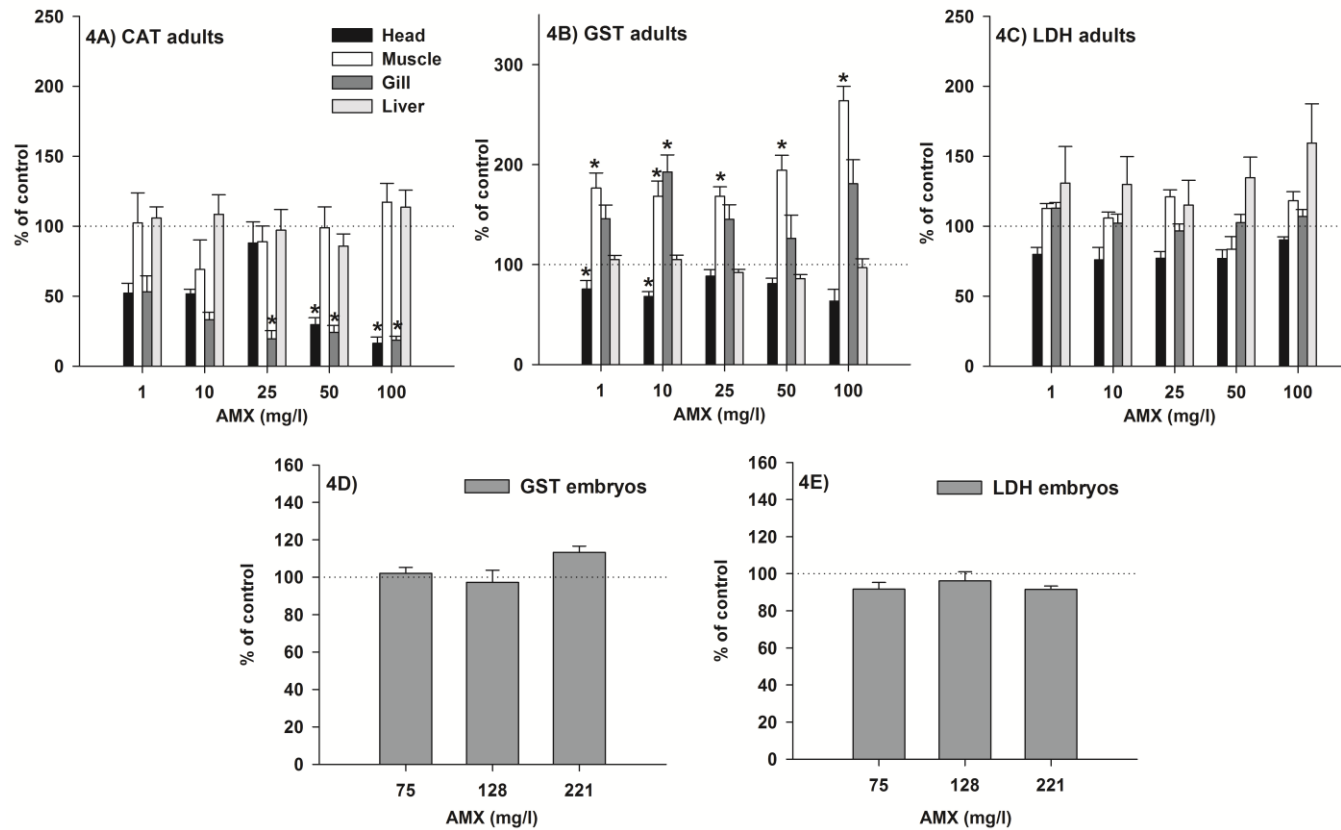 4A) CAT adults
Head
Muscle
Gill
Liver
250
200
150
100
50
0
% of control
1 10 25 50 100
AMX (mg/l)
4B) GST adults
300
200
100
0
% of control
* * * * * * * *
1 10 25 50 100
AMX (mg/l)
4C) LDH adults
250
200
150
100
50
0
% of control
1 10 25 50 100
AMX (mg/l)
* * * * *
4D)
GST embryos
160
140
120
100
80
60
40
20
0
% of control
75 128 221
AMX (mg/l)
4E)
LDH embryos
160
140
120
100
80
60
40
20
0
% of control
75 128 221
AMX (mg/l)